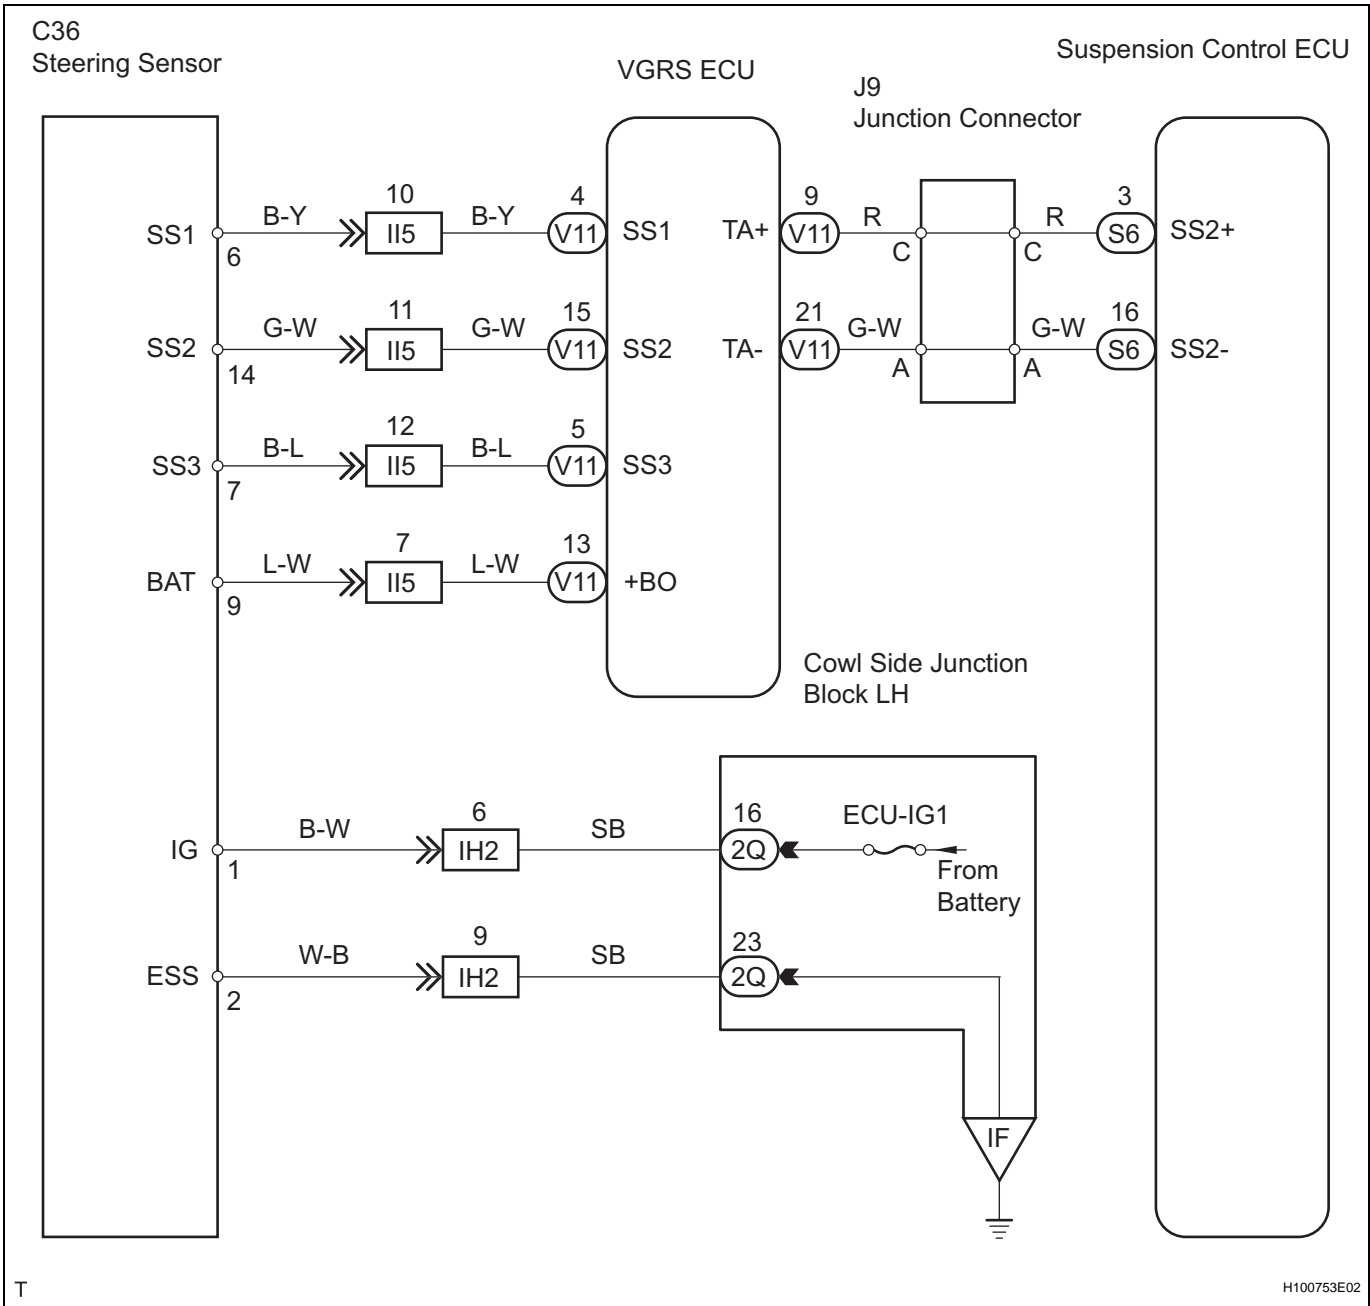 C36
Steering Sensor
VGRS ECU
J9
Junction Connector
Suspension Control ECU
SS1
6
B-Y
10
II5
B-Y
4
V11
SS1
TA+
9
V11
R
C
C
R
3
S6
SS2+
SS2
14
G-W
11
II5
G-W
15
V11
SS2
TA-
21
V11
G-W
A
A
G-W
16
S6
SS2-
SS3
7
B-L
12
II5
B-L
5
V11
SS3
BAT
9
L-W
7
II5
L-W
13
V11
+BO
Cowl Side Junction
Block LH
IG
1
B-W
6
IH2
SB
16
2Q
ECU-IG1
From
Battery
ESS
2
W-B
9
IH2
SB
23
2Q
IF
T
H100753E02